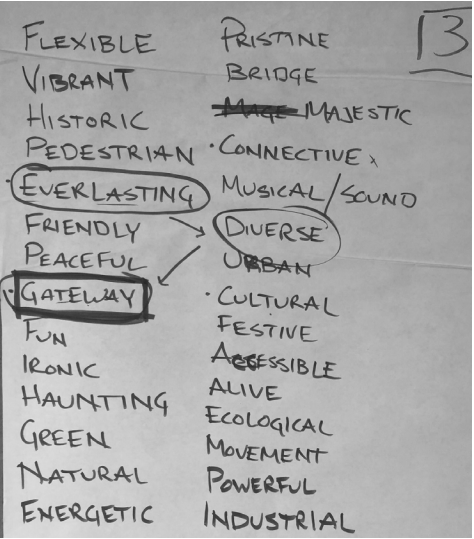 13
FLEXIBLE
VIBRANT
HISTORIC
PEDESTRIAN
· EVERLASTING
FRIENDLY
PEACEFUL
· GATEWAY
FUN
IRONIC
HAUNTING
GREEN
NATURAL
ENERGETIC
PRISTINE
BRIDGE
MAJESTIC
· CONNECTIVE x
MUSICAL / SOUND
DIVERSE
URBAN
· CULTURAL
FESTIVE
ACCESSIBLE
ALIVE
ECOLOGICAL
MOVEMENT
POWERFUL
INDUSTRIAL